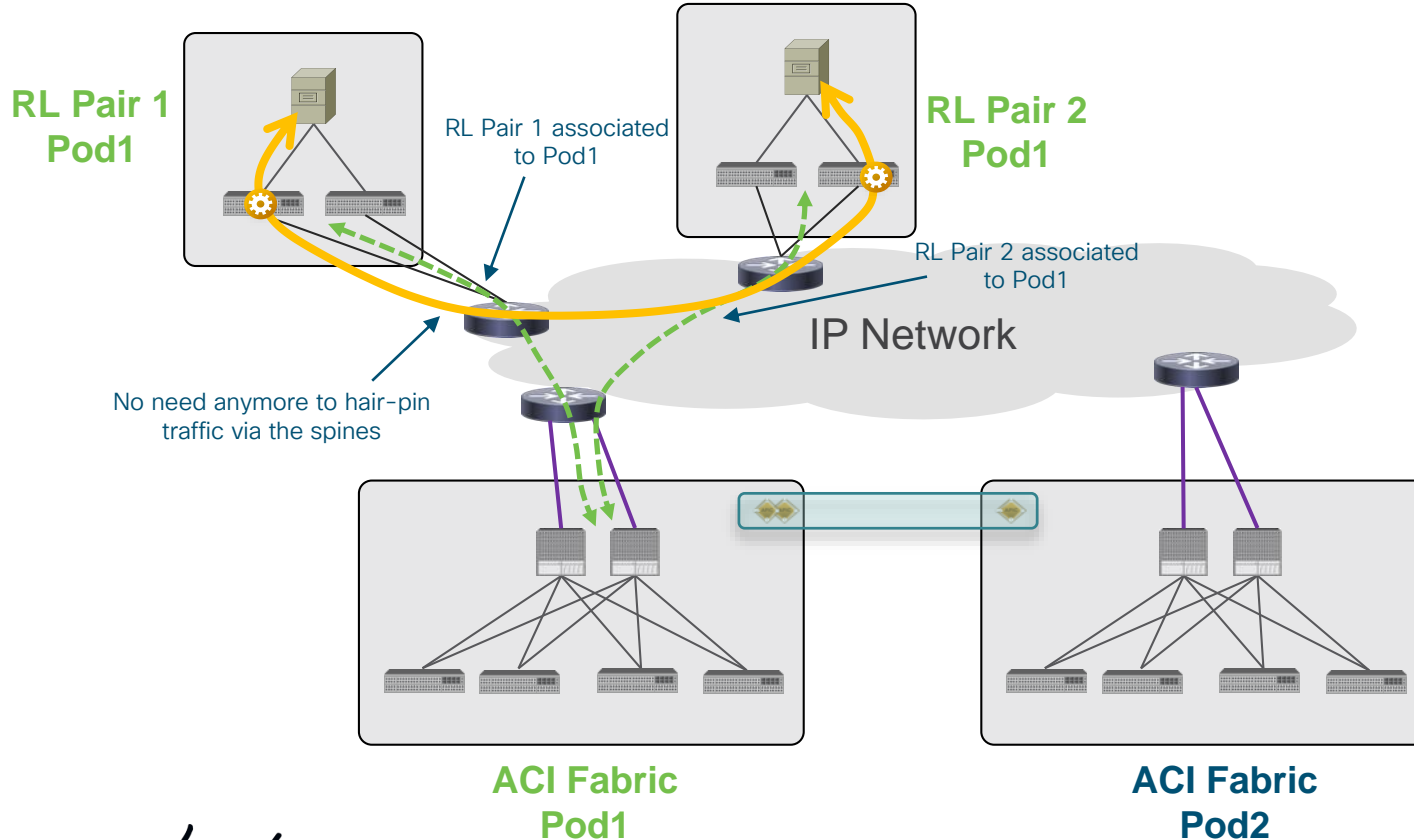 RL Pair 1
Pod1
RL Pair 1 associated
to Pod1
RL Pair 2
Pod1
RL Pair 2 associated
to Pod1
IP Network
No need anymore to hair-pin
traffic via the spines
ACI Fabric
Pod1
ACI Fabric
Pod2